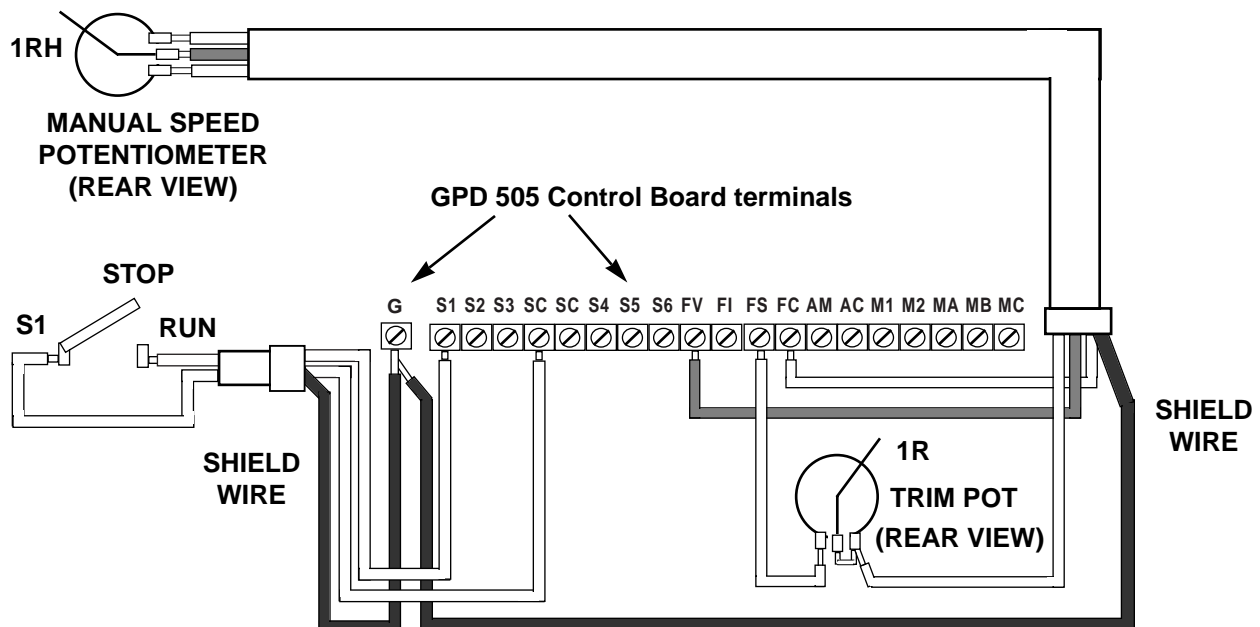 1RH
MANUAL SPEED
POTENTIOMETER
(REAR VIEW)
GPD 505 Control Board terminals
STOP
S1
RUN
G S1 S2 S3 SC SC S4 S5 S6 FV FI FS FC AM AC M1 M2 MA MB MC
SHIELD
WIRE
SHIELD
WIRE
1R
TRIM POT
(REAR VIEW)